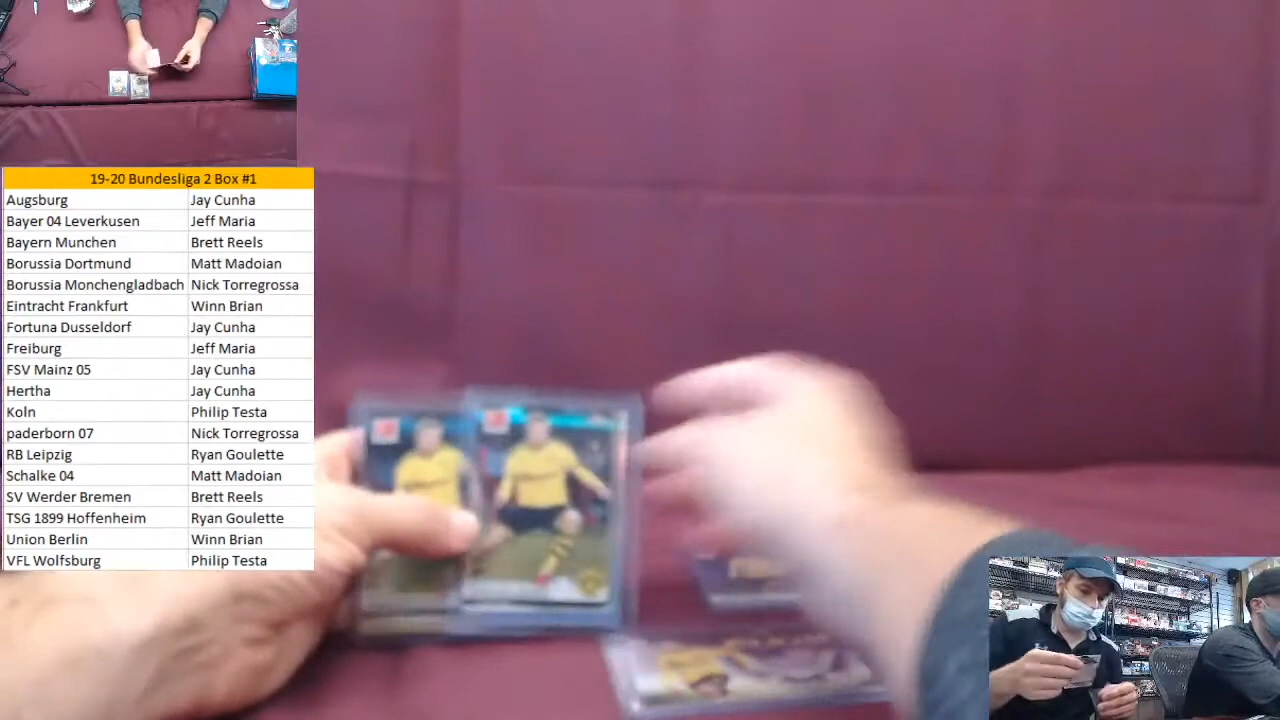 19-20 Bundesliga 2 Box #1
Augsburg Jay Cunha
Bayer 04 Leverkusen Jeff Maria
Bayern Munchen Brett Reels
Borussia Dortmund Matt Madoian
Borussia Monchengladbach Nick Torregrossa
Eintracht Frankfurt Winn Brian
Fortuna Dusseldorf Jay Cunha
Freiburg Jeff Maria
FSV Mainz 05 Jay Cunha
Hertha Jay Cunha
Koln Philip Testa
paderborn 07 Nick Torregrossa
RB Leipzig Ryan Goulette
Schalke 04 Matt Madoian
SV Werder Bremen Brett Reels
TSG 1899 Hoffenheim Ryan Goulette
Union Berlin Winn Brian
VFL Wolfsburg Philip Testa